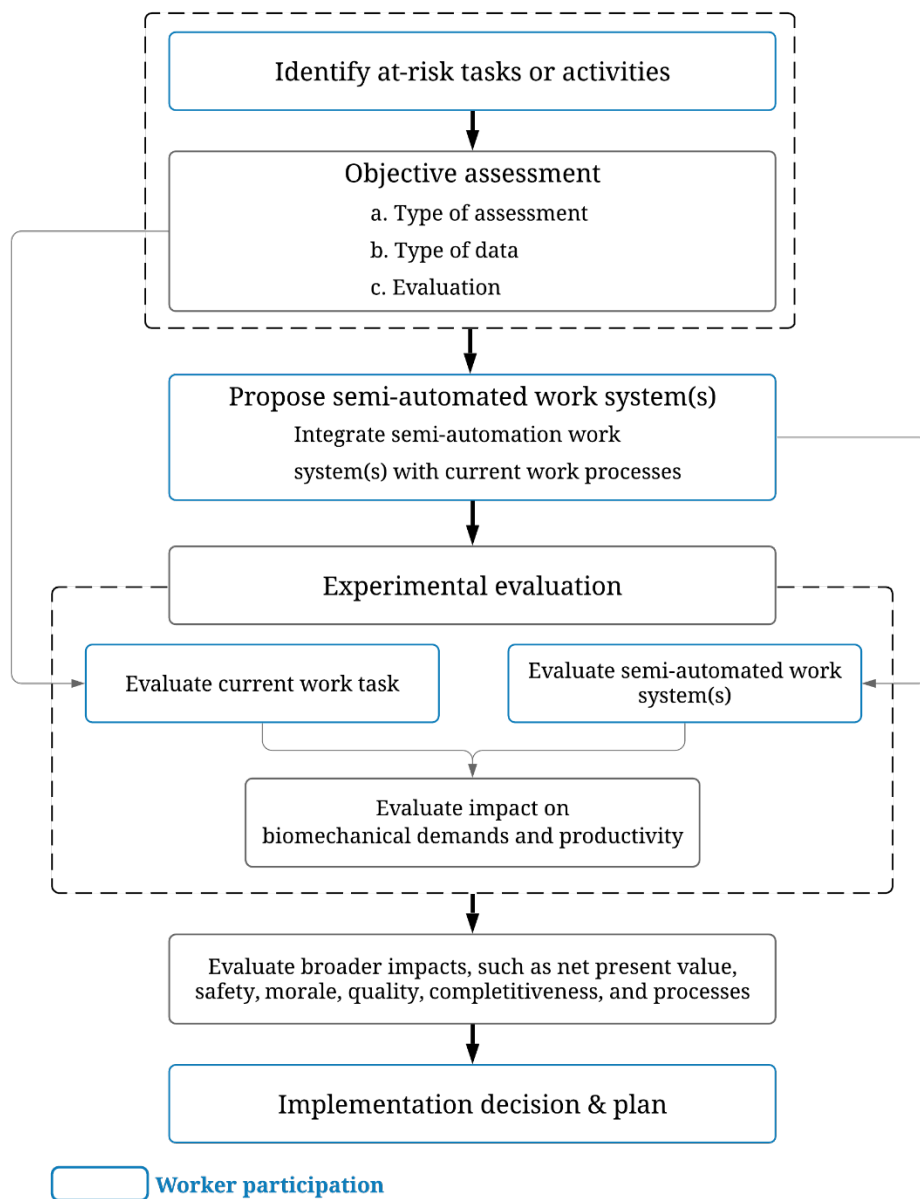 Identify at-risk tasks or activities
Objective assessment
a. Type of assessment
b. Type of data
c. Evaluation
Propose semi-automated work system(s)
Integrate semi-automation work
system(s) with current work processes
Experimental evaluation
Evaluate current work task
Evaluate semi-automated work
system(s)
Evaluate impact on
biomechanical demands and productivity
Evaluate broader impacts, such as net present value,
safety, morale, quality, completitiveness, and processes
Implementation decision & plan
Worker participation